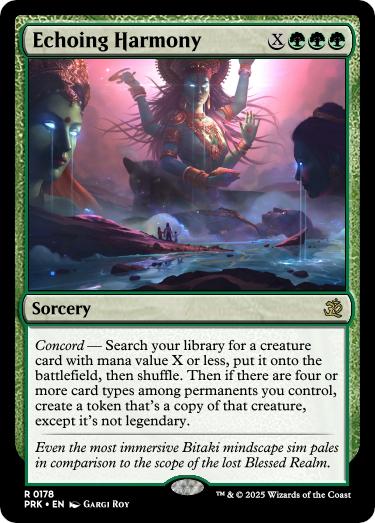 Echoing Harmony X
Sorcery
Concord — Search your library for a creature
card with mana value X or less, put it onto the
battlefield, then shuffle. Then if there are four or
more card types among permanents you control,
create a token that's a copy of that creature,
except it's not legendary.
Even the most immersive Bitaki mindscape sim pales
in comparison to the scope of the lost Blessed Realm.
R 0178
PRK • EN Gargi Roy
™ & © 2025 Wizards of the Coast